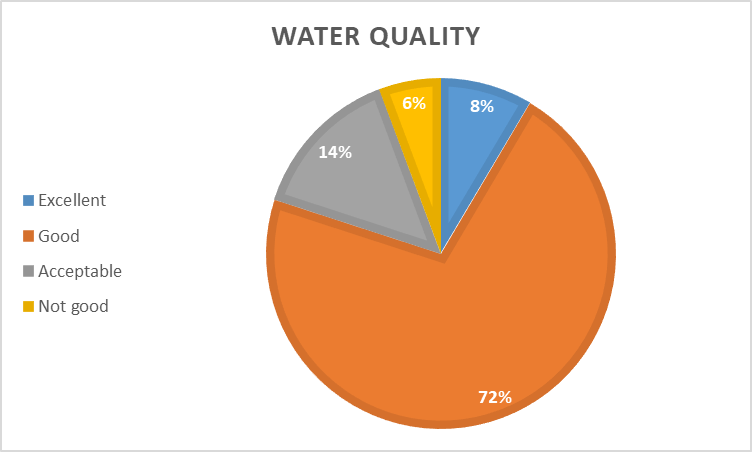 WATER QUALITY
6%
8%
14%
Excellent
Good
Acceptable
Not good
72%